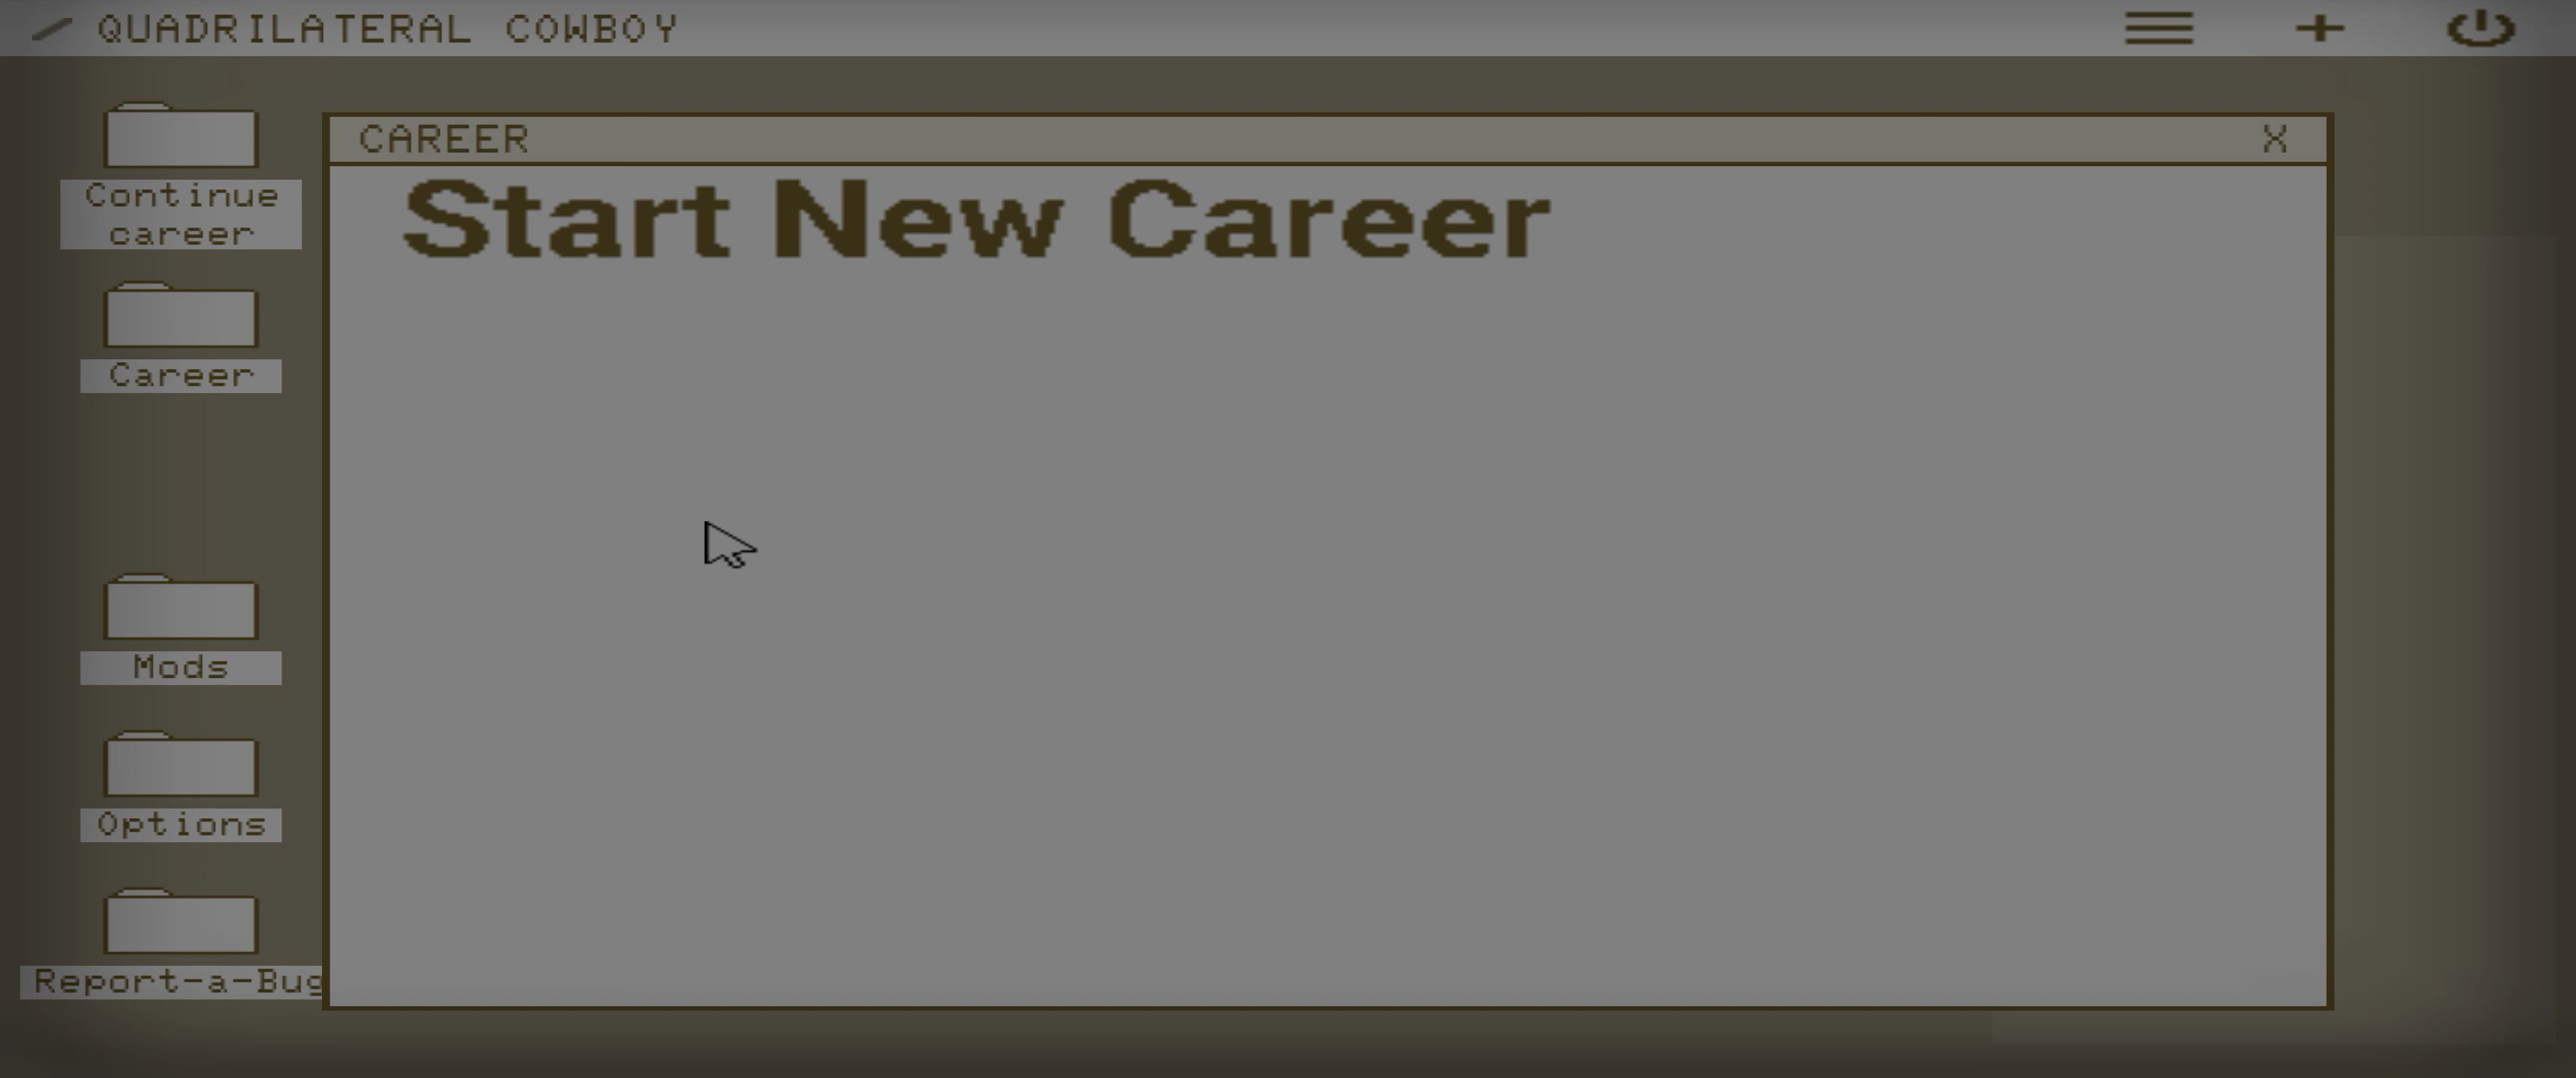 QUADRILATERAL COWBOY
Continue
career
Career
Mods
Options
Report-a-Bug
CAREER X
Start New Career